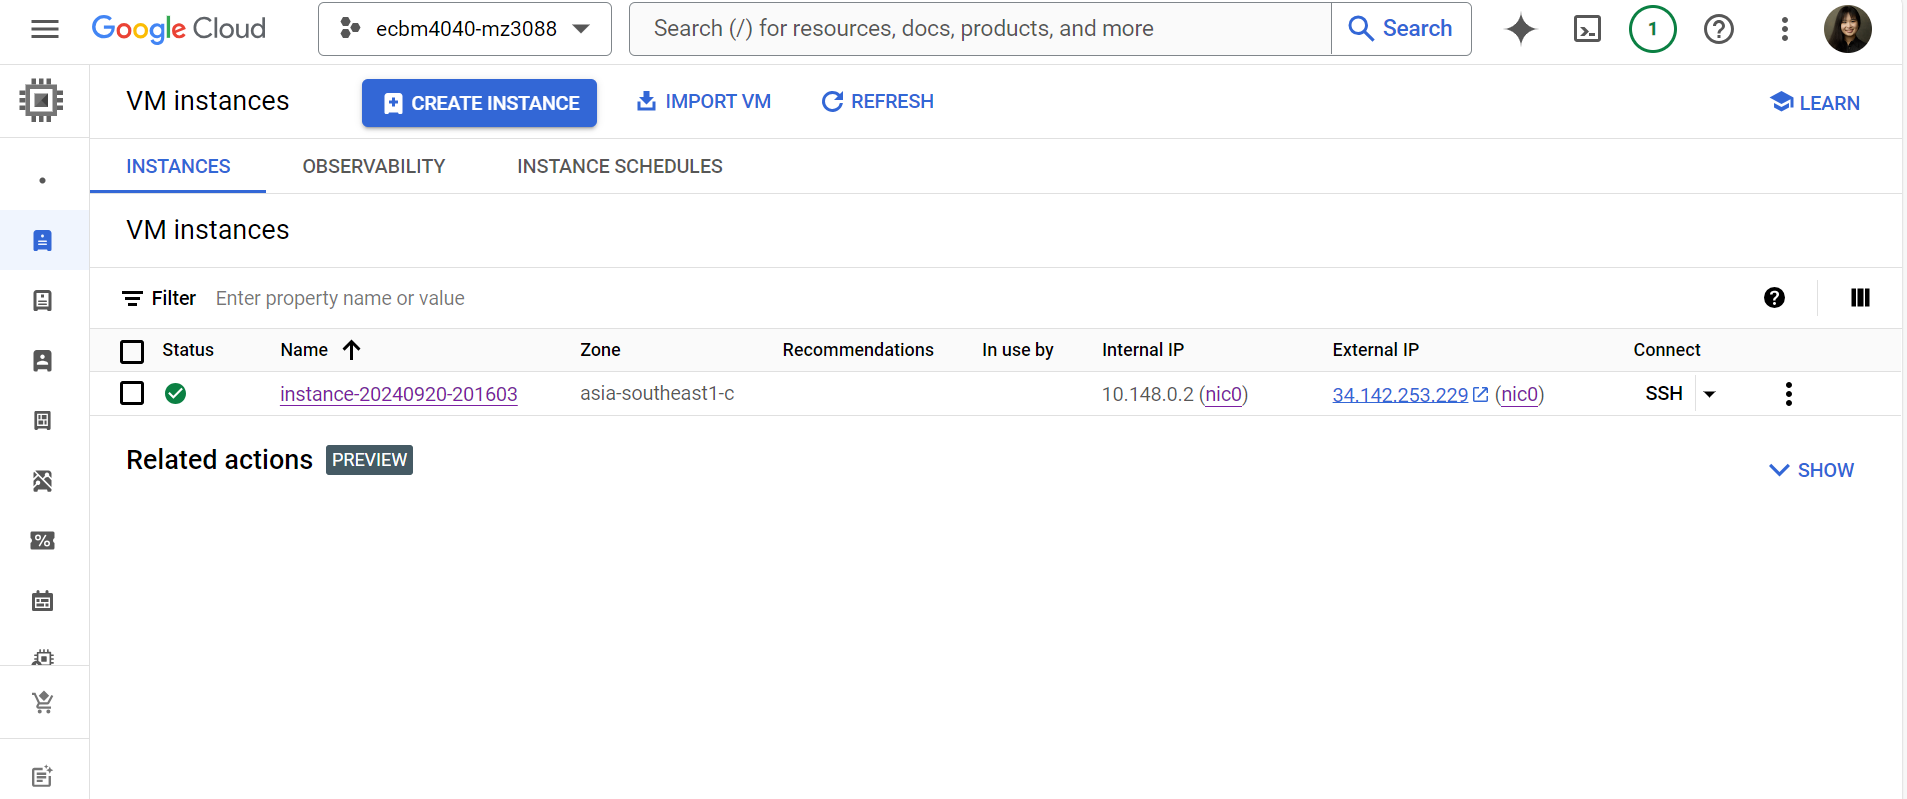 Google Cloud ecbm4040-mz3088 Search (/) for resources, docs, products, and more Search 1
VM instances CREATE INSTANCE IMPORT VM REFRESH LEARN
INSTANCES OBSERVABILITY INSTANCE SCHEDULES
VM instances
Filter Enter property name or value
Status Name Zone Recommendations In use by Internal IP External IP Connect
instance-20240920-201603 asia-southeast1-c 10.148.0.2 (nic0) 34.142.253.229 (nic0) SSH
Related actions PREVIEW SHOW